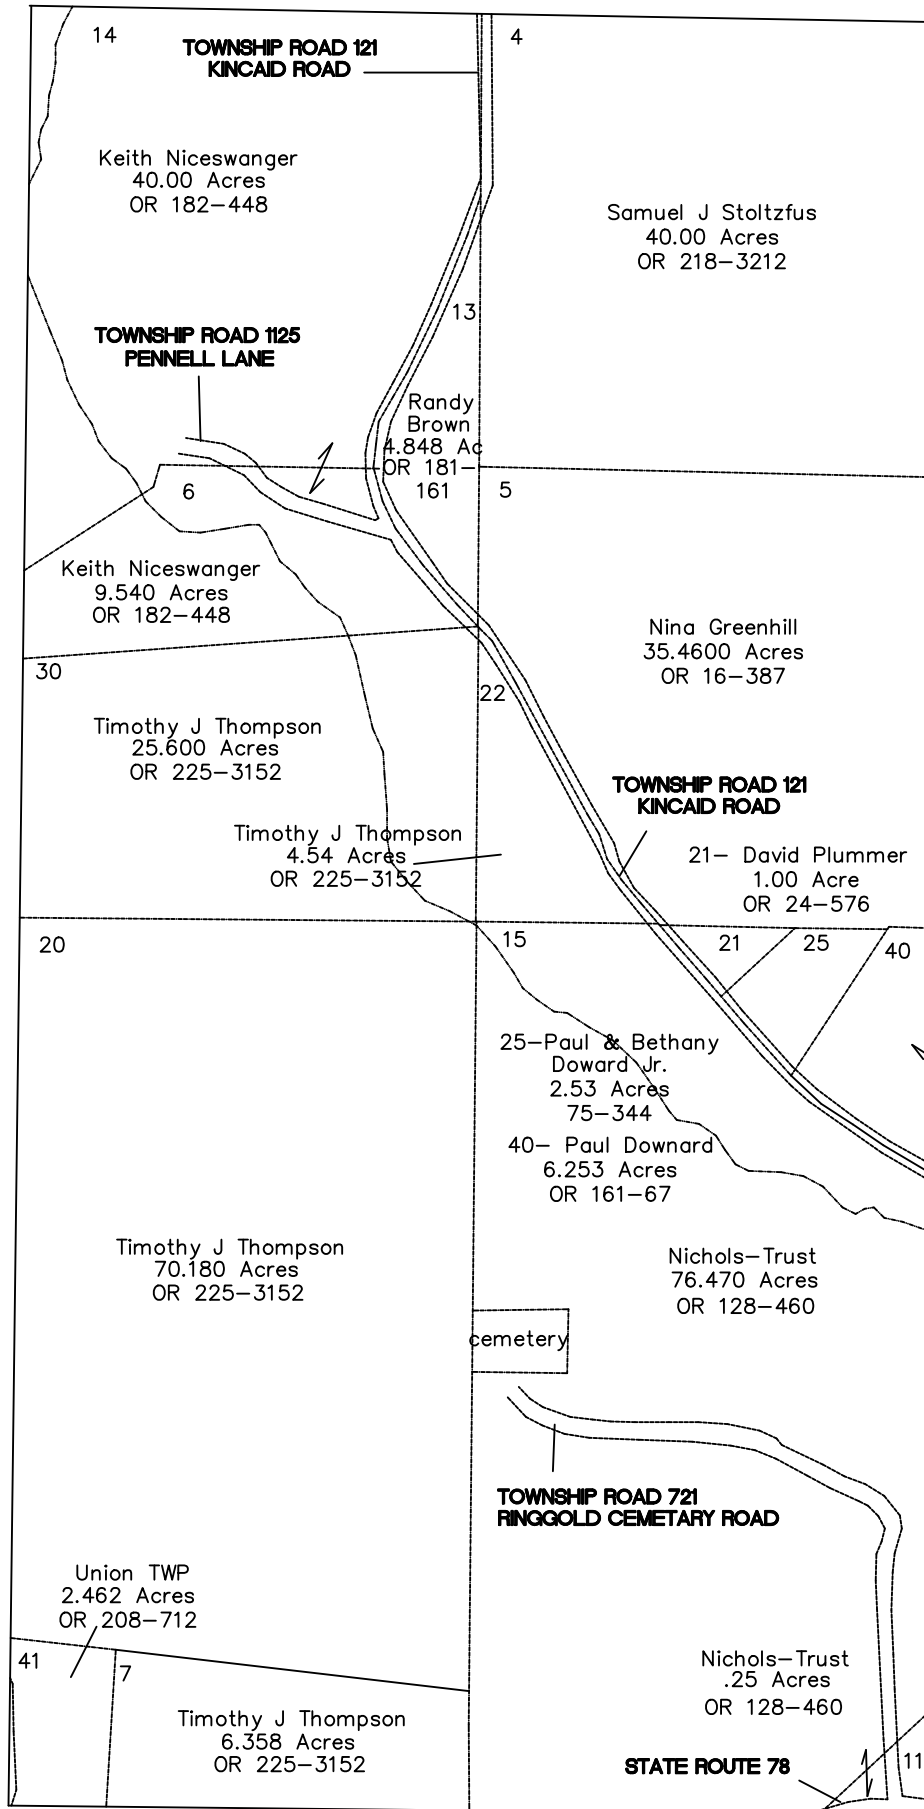 14
TOWNSHIP ROAD 121
KINCAID ROAD
4
Keith Niceswanger
40.00 Acres
OR 182-448
Samuel J Stoltzfus
40.00 Acres
OR 218-3212
13
TOWNSHIP ROAD 1125
PENNELL LANE
Randy
Brown
4.848 Ac
OR 181-
161
6
5
Keith Niceswanger
9.540 Acres
OR 182-448
Nina Greenhill
35.4600 Acres
OR 16-387
30
22
Timothy J Thompson
25.600 Acres
OR 225-3152
TOWNSHIP ROAD 121
KINCAID ROAD
Timothy J Thompson
4.54 Acres
OR 225-3152
21- David Plummer
1.00 Acre
OR 24-576
20
15
21
25
40
25-Paul & Bethany
Doward Jr.
2.53 Acres
75-344
40- Paul Downard
6.253 Acres
OR 161-67
Timothy J Thompson
70.180 Acres
OR 225-3152
Nichols-Trust
76.470 Acres
OR 128-460
cemetery
TOWNSHIP ROAD 721
RINGGOLD CEMETARY ROAD
Union TWP
2.462 Acres
OR 208-712
41
7
Nichols-Trust
.25 Acres
OR 128-460
Timothy J Thompson
6.358 Acres
OR 225-3152
STATE ROUTE 78
11